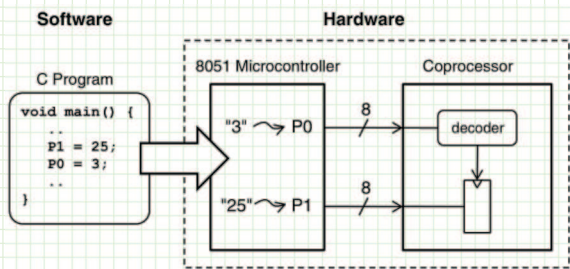 Software
Hardware
C Program
void main() {
..
P1 = 25;
P0 = 3;
..
}
8051 Microcontroller
"3" P0
"25" P1
8
8
Coprocessor
decoder